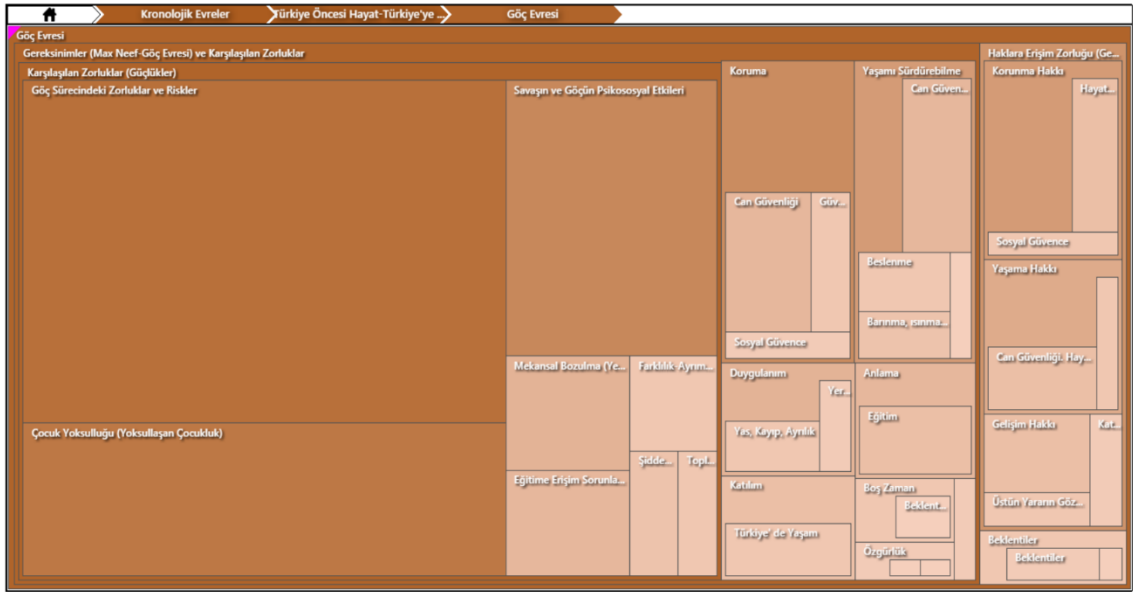 Kronolojik Evreler
Türkiye Öncesi Hayat-Türkiye'ye ...
Göç Evresi
Göç Evresi
Gereksinimler (Max Neef-Göç Evresi) ve Karşılaşılan Zorluklar
Karşılaşılan Zorluklar (Güçlükler)
Göç Sürecindeki Zorluklar ve Riskler
Çocuk Yoksulluğu (Yoksullaşan Çocukluk)
Savaşın ve Göçün Psikososyal Etkileri
Mekansal Bozulma (Ye...
Farklılık-Ayrım...
Eğitime Erişim Sorunla...
Şidde...
Topl...
Koruma
Can Güvenliği
Güv...
Sosyal Güvence
Duygulanım
Yer...
Yas, Kayıp, Ayrılık
Katılım
Türkiye' de Yaşam
Yaşamı Sürdürebilme
Can Güven...
Beslenme
Barınma, ısınma...
Anlama
Eğitim
Boş Zaman
Beklent...
Özgürlük
Haklara Erişim Zorluğu (Ge...
Korunma Hakkı
Hayat...
Sosyal Güvence
Yaşama Hakkı
Can Güvenliği. Hay...
Gelişim Hakkı
Kat...
Üstün Yararın Göz...
Beklentiler
Beklentiler